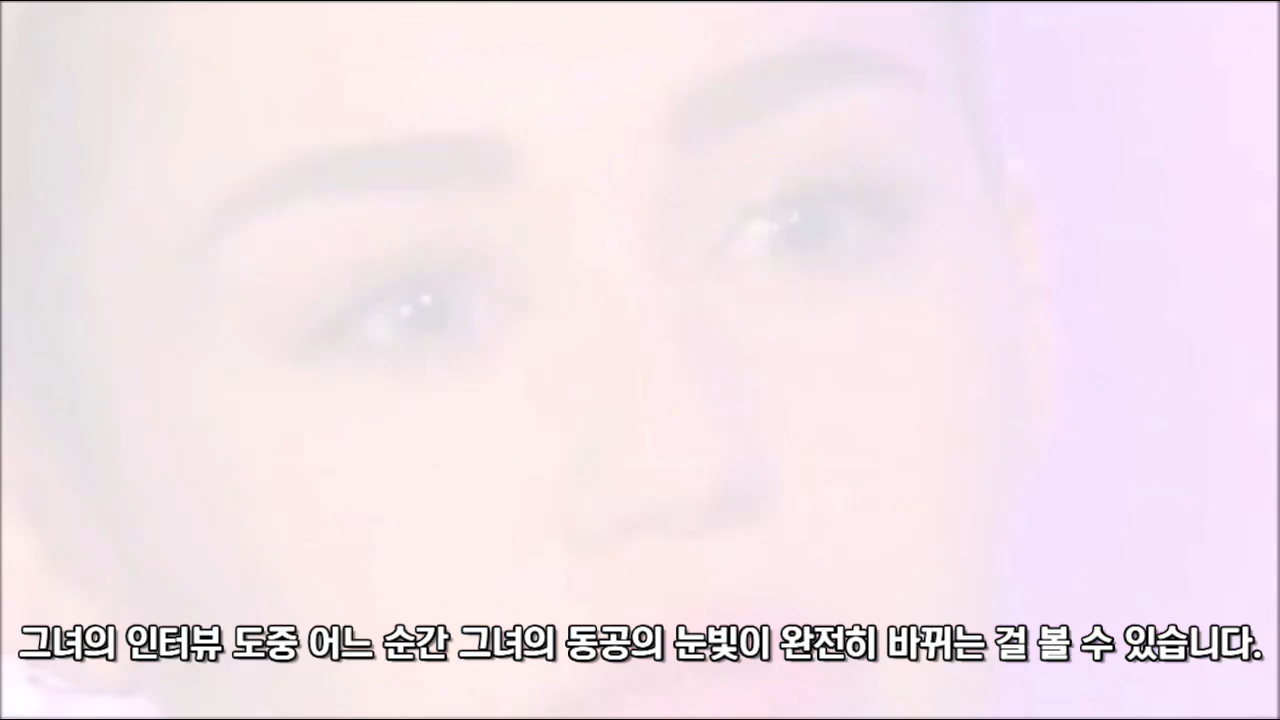 그녀의 인터뷰 도중 어느 순간 그녀의 동공의 눈빛이 완전히 바뀌는 걸 볼 수 있습니다.